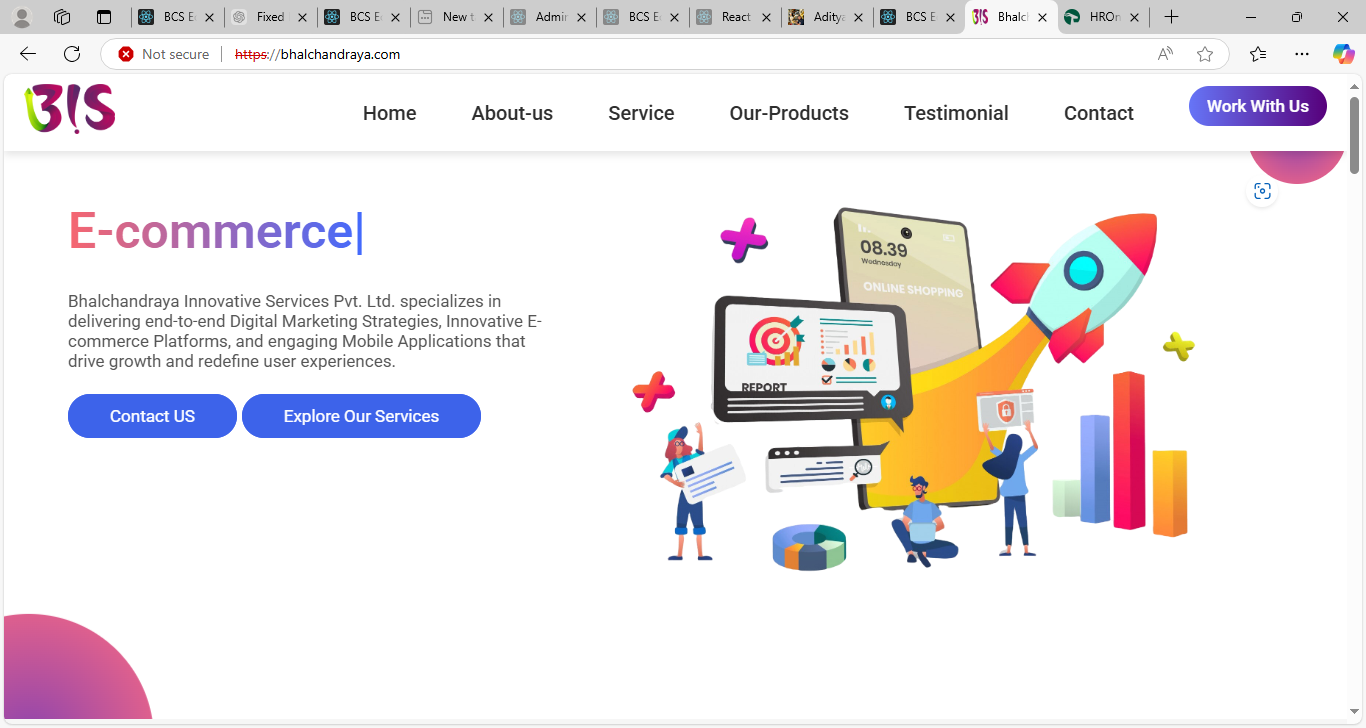 BCS E
Fixed
BCS E
New t
Admir
BCS E
React
Aditya
BCS E
Bhalch
HROn
Not secure
https://bhalchandraya.com
B!S
Home
About-us
Service
Our-Products
Testimonial
Contact
Work With Us
E-commerce
Bhalchandraya Innovative Services Pvt. Ltd. specializes in
delivering end-to-end Digital Marketing Strategies, Innovative E-
commerce Platforms, and engaging Mobile Applications that
drive growth and redefine user experiences.
Contact US
Explore Our Services
08.39
Wednesday
ONLINE SHOPPING
REPORT